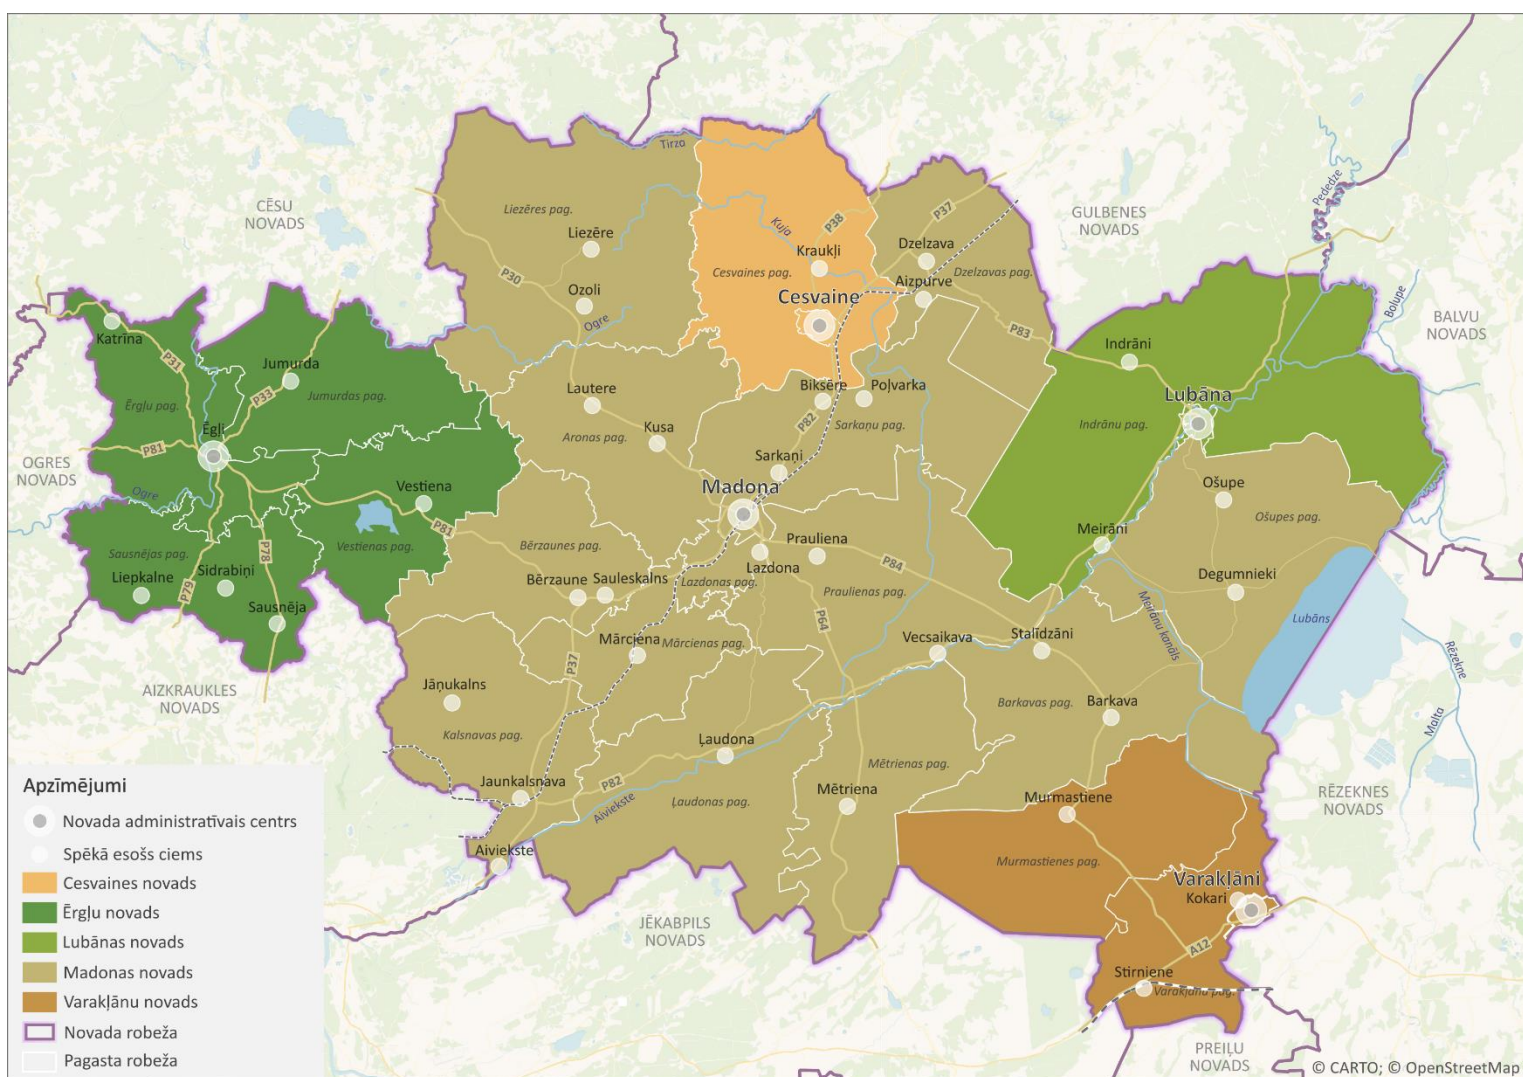 Tirza
Pededze
CĒSU
NOVADS
Liezēres pag.
P37
GULBENES
NOVADS
Liezēre
Kuja
P38
Kraukļi
Dzelzava
P30
Cesvaines pag.
Dzelzavas pag.
Aizpurve
Ozoli
Cesvaine
Bolupe
BALVU
NOVADS
Ogre
P83
Katrīna
Indrāni
P31
Jumurda
Lautere
Biksēre
Poļvarka
Lubāna
Ērgļu pag.
P33
Jumurdas pag.
P82
Ēgļi
Aronas pag.
Kusa
Sarkaņu pag.
Indrānu pag.
P81
OGRES
NOVADS
Sarkaņi
Ogre
Vestiena
Madona
Ošupe
Ošupes pag.
P81
Meirāni
Sausnējas pag.
P78
Vestienas pag.
Bērzaunes pag.
Prauliena
Lazdona
P84
Liepkalne
Sidrabiņi
P79
Bērzaune
Sauleskalns
Lazdonas pag.
Praulienas pag.
Degumnieki
Sausnēja
P64
Meirānu kanāls
Lubāns
Mārciena
Mārcienas pag.
Vecsaikava
Stalīdzāni
Rēzekne
P37
AIZKRAUKLES
NOVADS
Jāņukalns
Barkavas pag.
Barkava
Malta
Kalsnavas pag.
Ļaudona
Mētrienas pag.
Jaunkalsnava
P82
Aiviekste
Ļaudonas pag.
Mētriena
Murmastiene
RĒZEKNES
NOVADS
Aiviekste
Murmastienes pag.
Varakļāni
Kokari
JĒKABPILS
NOVADS
A12
Stirniene
Varakļānu pag.
PREIĻU
NOVADS
Apzīmējumi
Novada administratīvais centrs
Spēkā esošs ciems
Cesvaines novads
Ērgļu novads
Lubānas novads
Madonas novads
Varakļānu novads
Novada robeža
Pagasta robeža
© CARTO; © OpenStreetMap